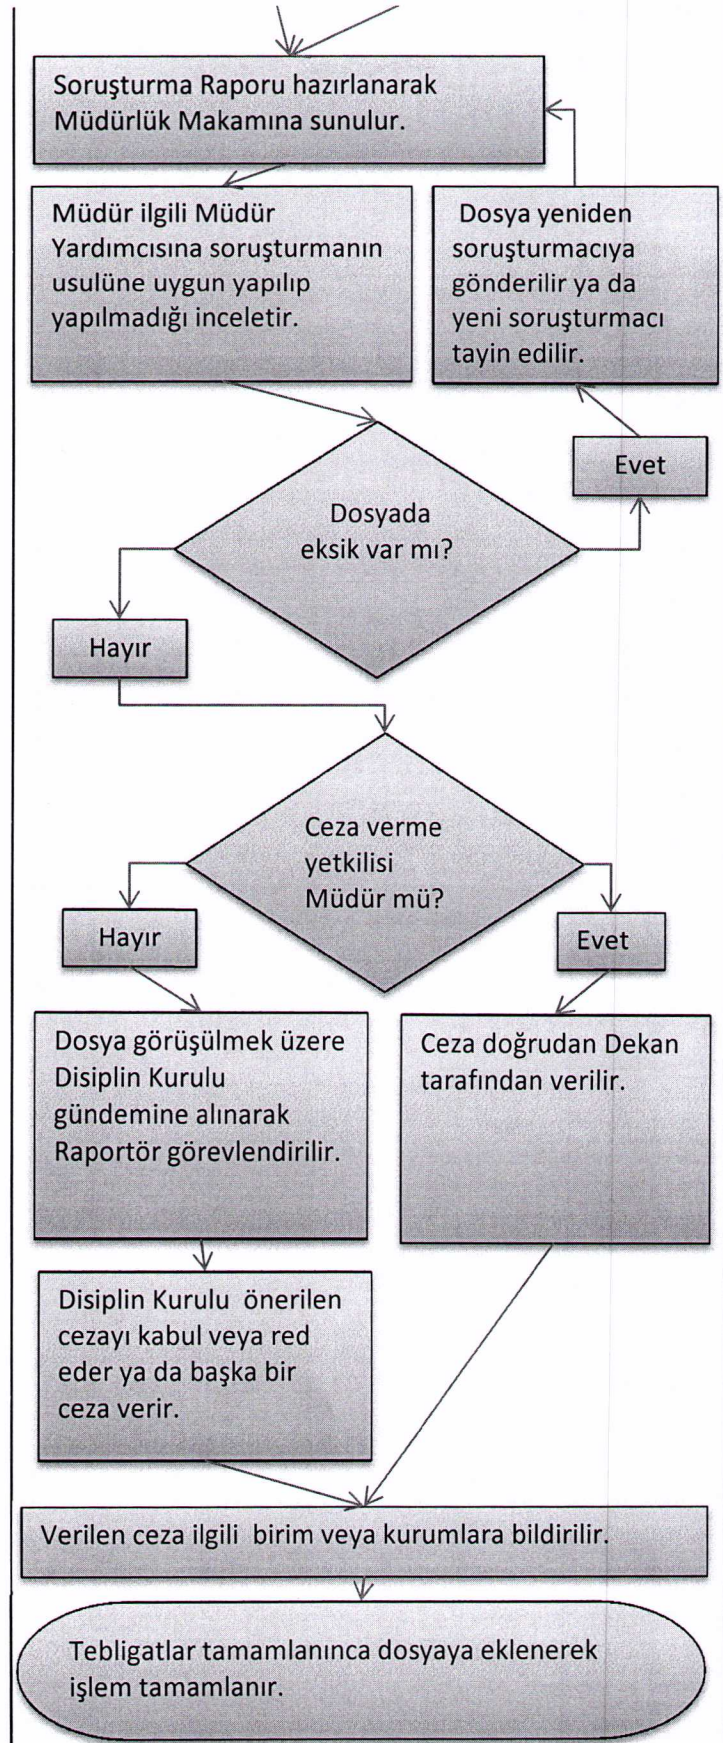 Soruşturma Raporu hazırlanarak
Müdürlük Makamına sunulur.
Müdür ilgili Müdür
Yardımcısına soruşturmanın
usulüne uygun yapılıp
yapılmadığı inceletir.
Dosya yeniden
soruşturmacıya
gönderilir ya da
yeni soruşturmacı
tayin edilir.
Evet
Dosyada
eksik var mı?
Hayır
Ceza verme
yetkilisi
Müdür mü?
Hayır
Evet
Dosya görüşülmek üzere
Disiplin Kurulu
gündemine alınarak
Raportör görevlendirilir.
Ceza doğrudan Dekan
tarafından verilir.
Disiplin Kurulu önerilen
cezayı kabul veya red
eder ya da başka bir
ceza verir.
Verilen ceza ilgili birim veya kurumlara bildirilir.
Tebligatlar tamamlanınca dosyaya eklenerek
işlem tamamlanır.